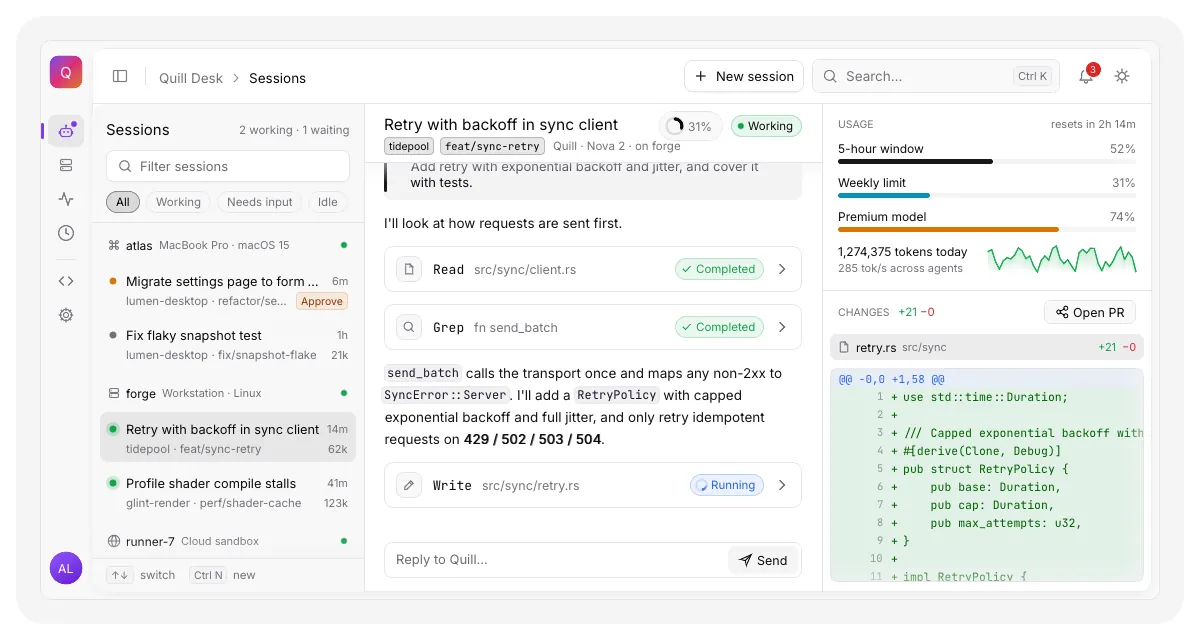 Q
Quill Desk > Sessions
+ New session
Search...
Ctrl K
3
Sessions
2 working · 1 waiting
Filter sessions
All
Working
Needs input
Idle
atlas MacBook Pro · macOS 15
Migrate settings page to form ... 6m
lumen-desktop · refactor/se... Approve
Fix flaky snapshot test 1h
lumen-desktop · fix/snapshot-flake 21k
forge Workstation · Linux
Retry with backoff in sync client 14m
tidepool · feat/sync-retry 62k
Profile shader compile stalls 41m
glint-render · perf/shader-cache 123k
runner-7 Cloud sandbox
↑↓ switch Ctrl N new
AL
Retry with backoff in sync client
31%
Working
tidepool feat/sync-retry Quill · Nova 2 · on forge
Add retry with exponential backoff and jitter, and cover it
with tests.
I'll look at how requests are sent first.
Read src/sync/client.rs Completed
Grep fn send_batch Completed
send_batch calls the transport once and maps any non-2xx to
SyncError::Server. I'll add a RetryPolicy with capped
exponential backoff and full jitter, and only retry idempotent
requests on 429 / 502 / 503 / 504.
Write src/sync/retry.rs Running
Reply to Quill...
Send
USAGE
resets in 2h 14m
5-hour window 52%
Weekly limit 31%
Premium model 74%
1,274,375 tokens today
285 tok/s across agents
CHANGES +21 −0
Open PR
retry.rs src/sync +21 −0
@@ -0,0 +1,58 @@
1 + use std::time::Duration;
2 +
3 + /// Capped exponential backoff with
4 + #[derive(Clone, Debug)]
5 + pub struct RetryPolicy {
6 + pub base: Duration,
7 + pub cap: Duration,
8 + pub max_attempts: u32,
9 + }
10 +
11 + impl RetryPolicy {